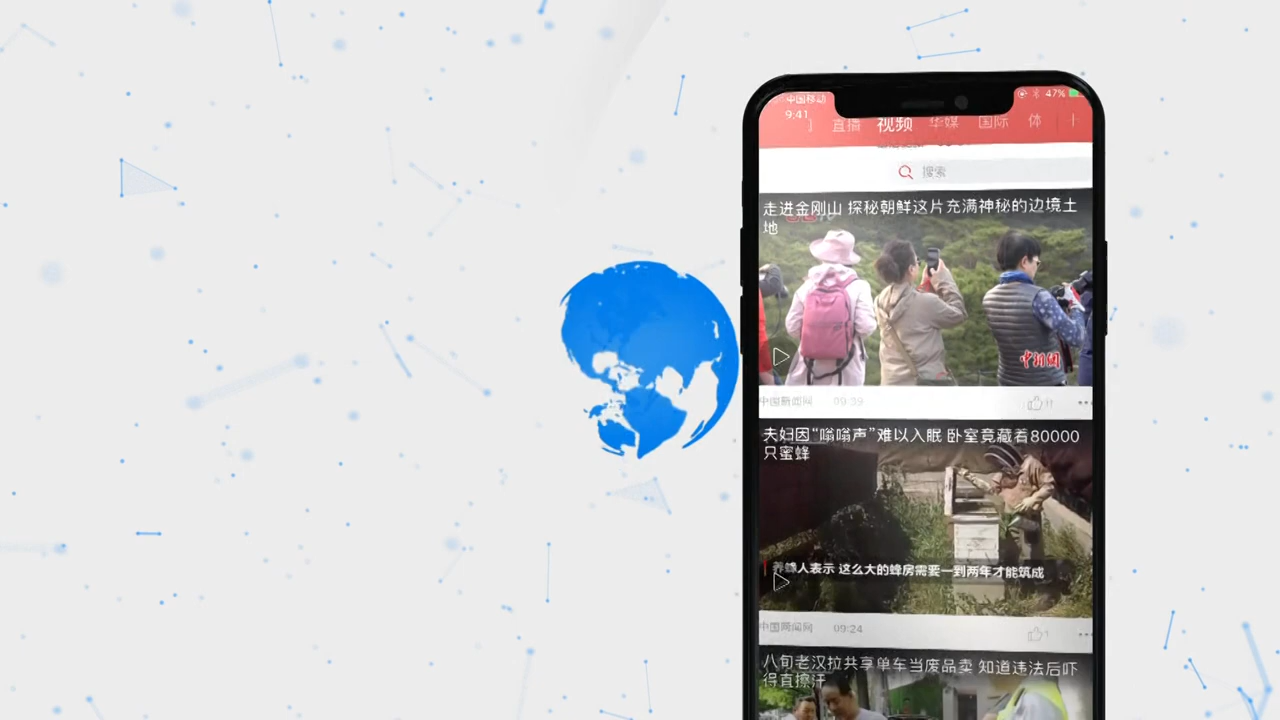 中国移动
47%
9:41
直播 视频 华媒 国际 体
搜索
走进金刚山 探秘朝鲜这片充满神秘的边境土
地
中新网
中国新闻网 09:39
夫妇因“嗡嗡声”难以入眠 卧室竟藏着80000
只蜜蜂
养蜂人表示 这么大的蜂房需要一到两年才能筑成
中国新闻网 09:24
八旬老汉拉共享单车当废品卖 知道违法后吓
得直擦汗